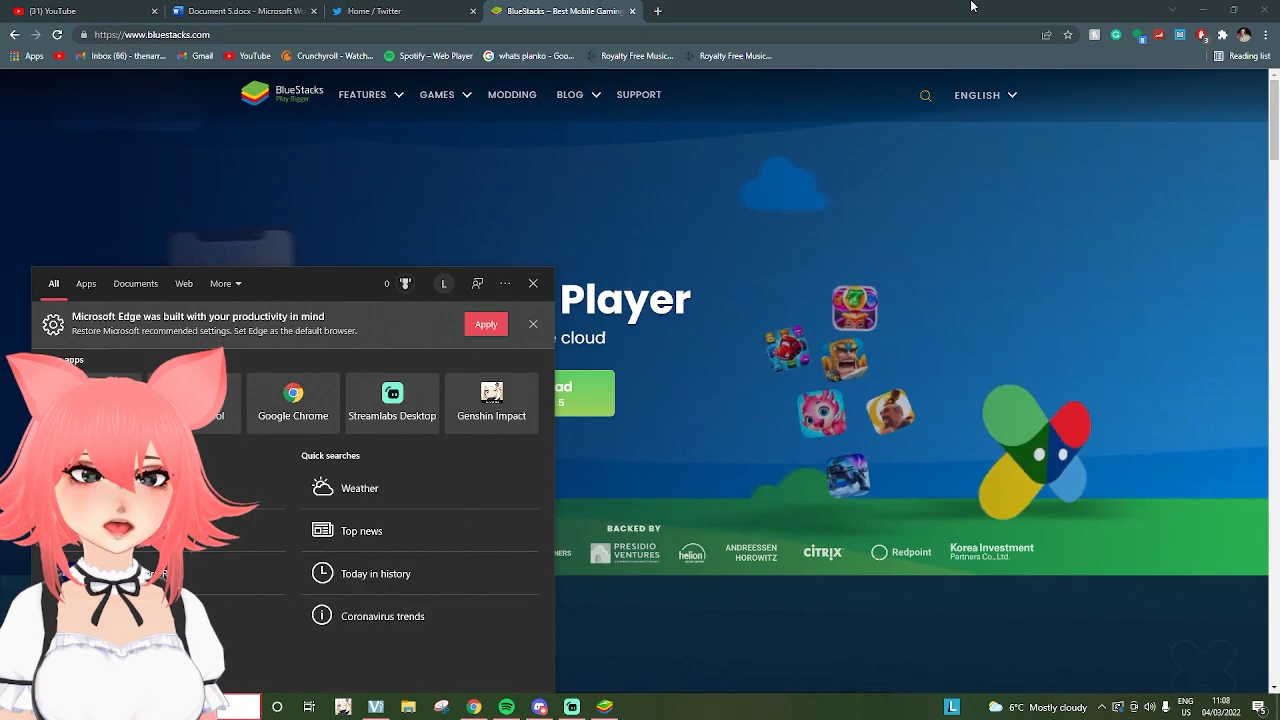 (31) YouTube
Document 5.docx - Microsoft Wo
Home / Twitter
BlueStacks - Best Mobile Gaming
https://www.bluestacks.com
Apps
Inbox (66) - thenarr...
Gmail
YouTube
Crunchyroll - Watch...
Spotify – Web Player
whats planko - Goo...
Royalty Free Music...
Royalty Free Music...
Reading list
BlueStacks
Play Bigger
FEATURES
GAMES
MODDING
BLOG
SUPPORT
ENGLISH
Player
cloud
ad
5
All
Apps
Documents
Web
More
0
L
Microsoft Edge was built with your productivity in mind
Restore Microsoft recommended settings. Set Edge as the default browser.
Apply
apps
ol
Google Chrome
Streamlabs Desktop
Genshin Impact
Quick searches
Weather
Top news
Today in history
Coronavirus trends
BACKED BY
NERS
PRESIDIO
VENTURES
helion
ANDREESSEN
HOROWITZ
CITRIX
Redpoint
Korea Investment
Partners Co., Ltd.
L
6°C Mostly cloudy
ENG
US
11:08
04/03/2022